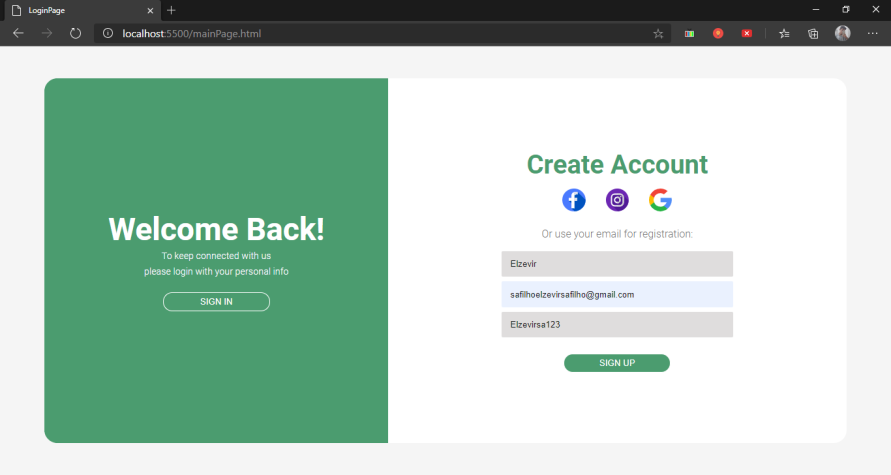 LoginPage
localhost:5500/mainPage.html
Welcome Back!
To keep connected with us
please login with your personal info
SIGN IN
Create Account
Or use your email for registration:
Elzevir
safilhoelzevirsafilho@gmail.com
Elzevirsa123
SIGN UP